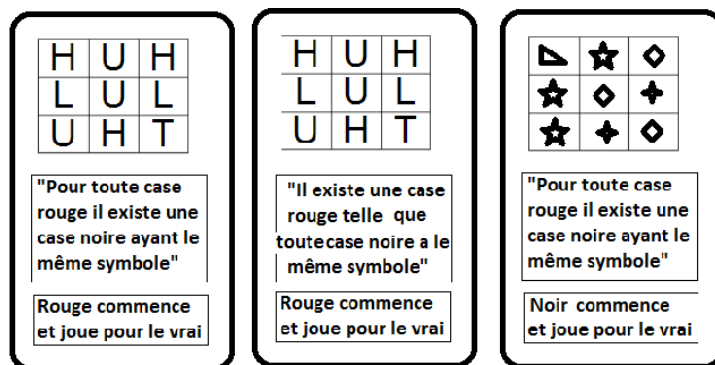 H U H
L U L
U H T
"Pour toute case
rouge il existe une
case noire ayant le
même symbole"
Rouge commence
et joue pour le vrai
H U H
L U L
U H T
"Il existe une case
rouge telle que
toutecase noire a le
même symbole"
Rouge commence
et joue pour le vrai
"Pour toute case
rouge il existe une
case noire ayant le
même symbole"
Noir commence
et joue pour le vrai